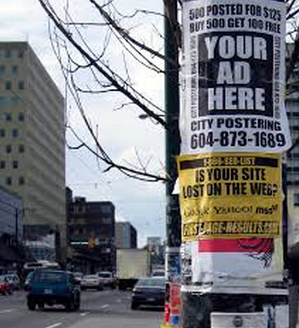 500 POSTED FOR $125
BUY 500 GET 100 FREE
YOUR
AD
HERE
CITY POSTERING
604-873-1689
IS YOUR SITE
LOST ON THE WEB?
Google Yahoo! msn